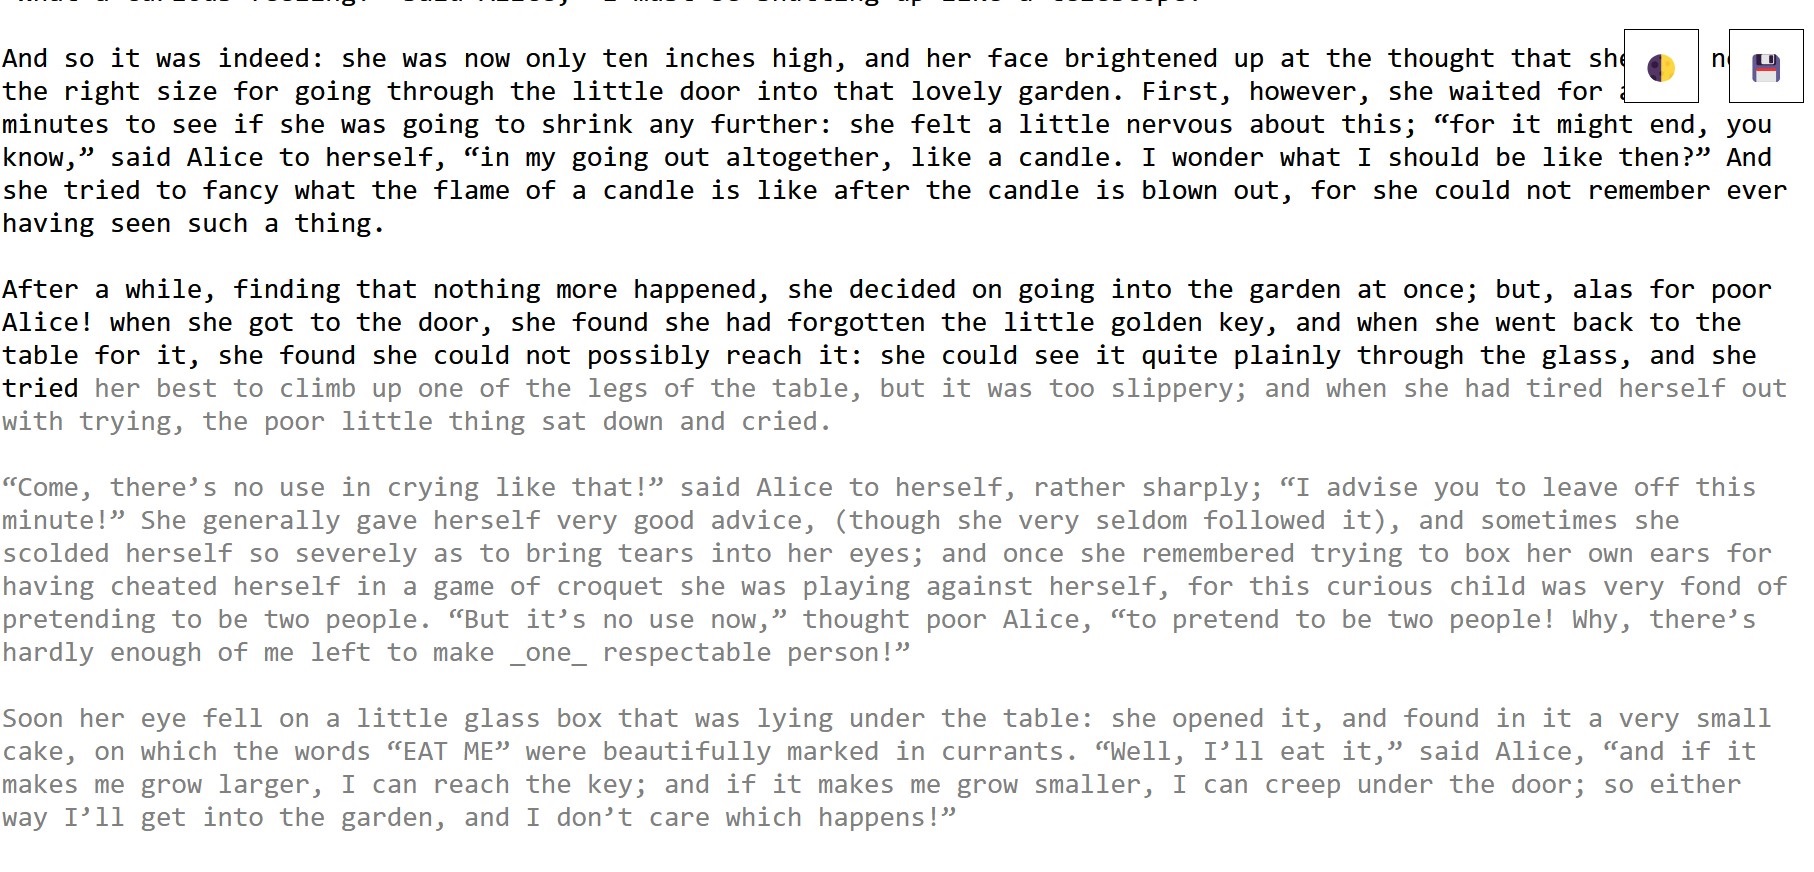 And so it was indeed: she was now only ten inches high, and her face brightened up at the thought that she
the right size for going through the little door into that lovely garden. First, however, she waited for
minutes to see if she was going to shrink any further: she felt a little nervous about this; “for it might end, you
know,” said Alice to herself, “in my going out altogether, like a candle. I wonder what I should be like then?” And
she tried to fancy what the flame of a candle is like after the candle is blown out, for she could not remember ever
having seen such a thing.
After a while, finding that nothing more happened, she decided on going into the garden at once; but, alas for poor
Alice! when she got to the door, she found she had forgotten the little golden key, and when she went back to the
table for it, she found she could not possibly reach it: she could see it quite plainly through the glass, and she
tried her best to climb up one of the legs of the table, but it was too slippery; and when she had tired herself out
with trying, the poor little thing sat down and cried.
“Come, there’s no use in crying like that!” said Alice to herself, rather sharply; “I advise you to leave off this
minute!” She generally gave herself very good advice, (though she very seldom followed it), and sometimes she
scolded herself so severely as to bring tears into her eyes; and once she remembered trying to box her own ears for
having cheated herself in a game of croquet she was playing against herself, for this curious child was very fond of
pretending to be two people. “But it’s no use now,” thought poor Alice, “to pretend to be two people! Why, there’s
hardly enough of me left to make _one_ respectable person!”
Soon her eye fell on a little glass box that was lying under the table: she opened it, and found in it a very small
cake, on which the words “EAT ME” were beautifully marked in currants. “Well, I’ll eat it,” said Alice, “and if it
makes me grow larger, I can reach the key; and if it makes me grow smaller, I can creep under the door; so either
way I’ll get into the garden, and I don’t care which happens!”